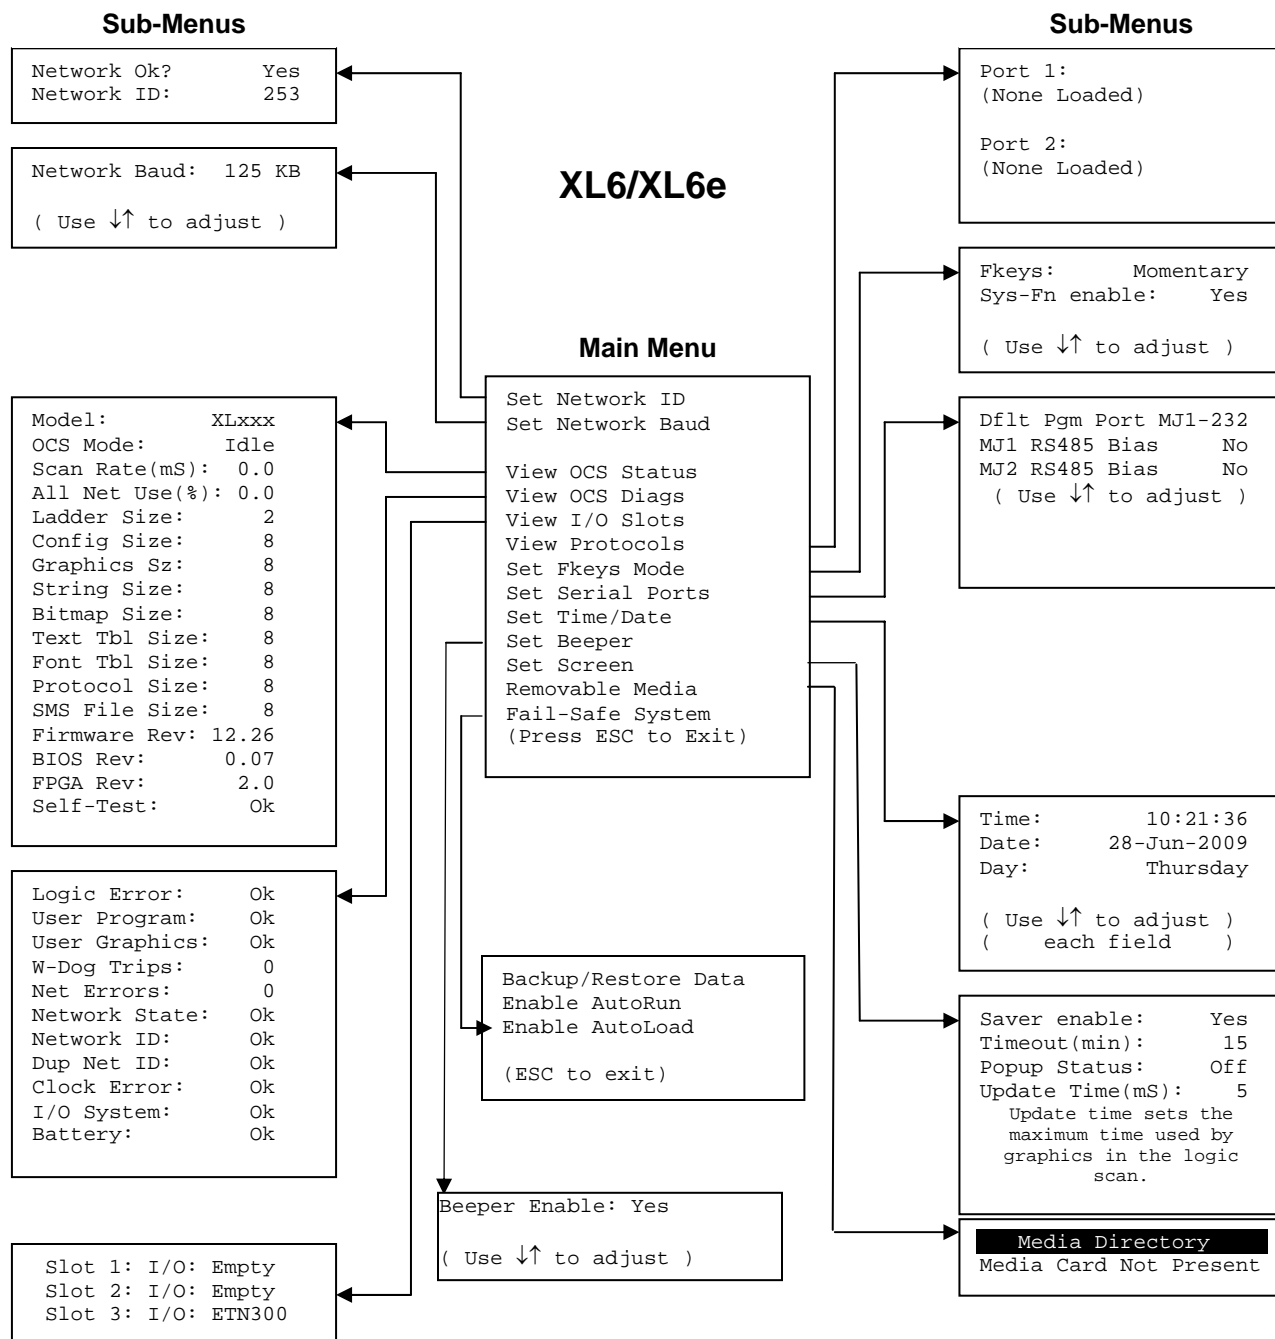 Sub-Menus
Sub-Menus
Network Ok? Yes
Network ID: 253
Network Baud: 125 KB
( Use ↓↑ to adjust )
Model: XLxxx
OCS Mode: Idle
Scan Rate(mS): 0.0
All Net Use(%): 0.0
Ladder Size: 2
Config Size: 8
Graphics Sz: 8
String Size: 8
Bitmap Size: 8
Text Tbl Size: 8
Font Tbl Size: 8
Protocol Size: 8
SMS File Size: 8
Firmware Rev: 12.26
BIOS Rev: 0.07
FPGA Rev: 2.0
Self-Test: Ok
Logic Error: Ok
User Program: Ok
User Graphics: Ok
W-Dog Trips: 0
Net Errors: 0
Network State: Ok
Network ID: Ok
Dup Net ID: Ok
Clock Error: Ok
I/O System: Ok
Battery: Ok
Slot 1: I/O: Empty
Slot 2: I/O: Empty
Slot 3: I/O: ETN300
XL6/XL6e
Main Menu
Set Network ID
Set Network Baud
View OCS Status
View OCS Diags
View I/O Slots
View Protocols
Set Fkeys Mode
Set Serial Ports
Set Time/Date
Set Beeper
Set Screen
Removable Media
Fail-Safe System
(Press ESC to Exit)
Backup/Restore Data
Enable AutoRun
Enable AutoLoad
(ESC to exit)
Beeper Enable: Yes
( Use ↓↑ to adjust )
Port 1:
(None Loaded)
Port 2:
(None Loaded)
Fkeys: Momentary
Sys-Fn enable: Yes
( Use ↓↑ to adjust )
Dflt Pgm Port MJ1-232
MJ1 RS485 Bias No
MJ2 RS485 Bias No
( Use ↓↑ to adjust )
Time: 10:21:36
Date: 28-Jun-2009
Day: Thursday
( Use ↓↑ to adjust )
( each field )
Saver enable: Yes
Timeout(min): 15
Popup Status: Off
Update Time(mS): 5
Update time sets the
maximum time used by
graphics in the logic
scan.
Media Directory
Media Card Not Present